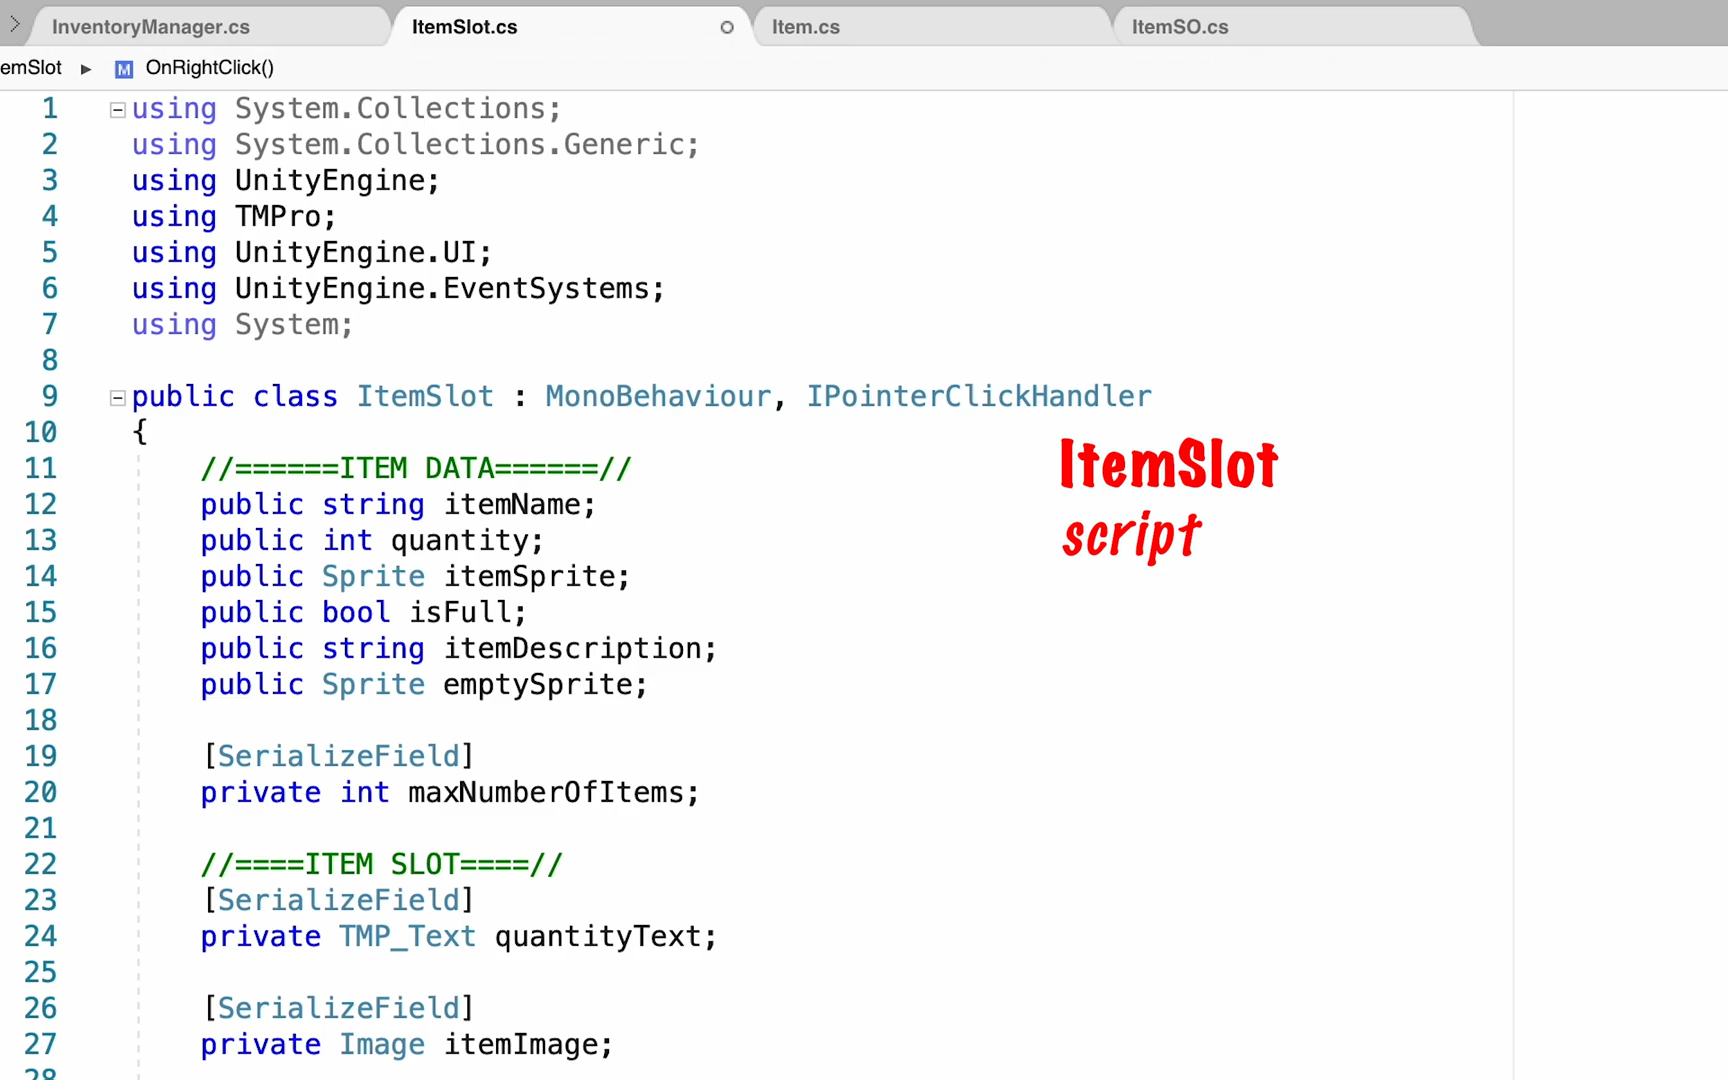 InventoryManager.cs ItemSlot.cs Item.cs ItemSO.cs
emSlot ▸ M OnRightClick()
1 using System.Collections;
2 using System.Collections.Generic;
3 using UnityEngine;
4 using TMPro;
5 using UnityEngine.UI;
6 using UnityEngine.EventSystems;
7 using System;
8
9 public class ItemSlot : MonoBehaviour, IPointerClickHandler
10 {
11 //======ITEM DATA======//
12 public string itemName;
13 public int quantity;
14 public Sprite itemSprite;
15 public bool isFull;
16 public string itemDescription;
17 public Sprite emptySprite;
18
19 [SerializeField]
20 private int maxNumberOfItems;
21
22 //====ITEM SLOT====//
23 [SerializeField]
24 private TMP_Text quantityText;
25
26 [SerializeField]
27 private Image itemImage;
28
ItemSlot
script